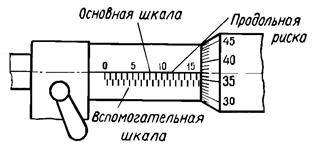 Основная шкала
Продольная
риска
0 5 10 15
45
40
35
30
Вспомогательная
шкала